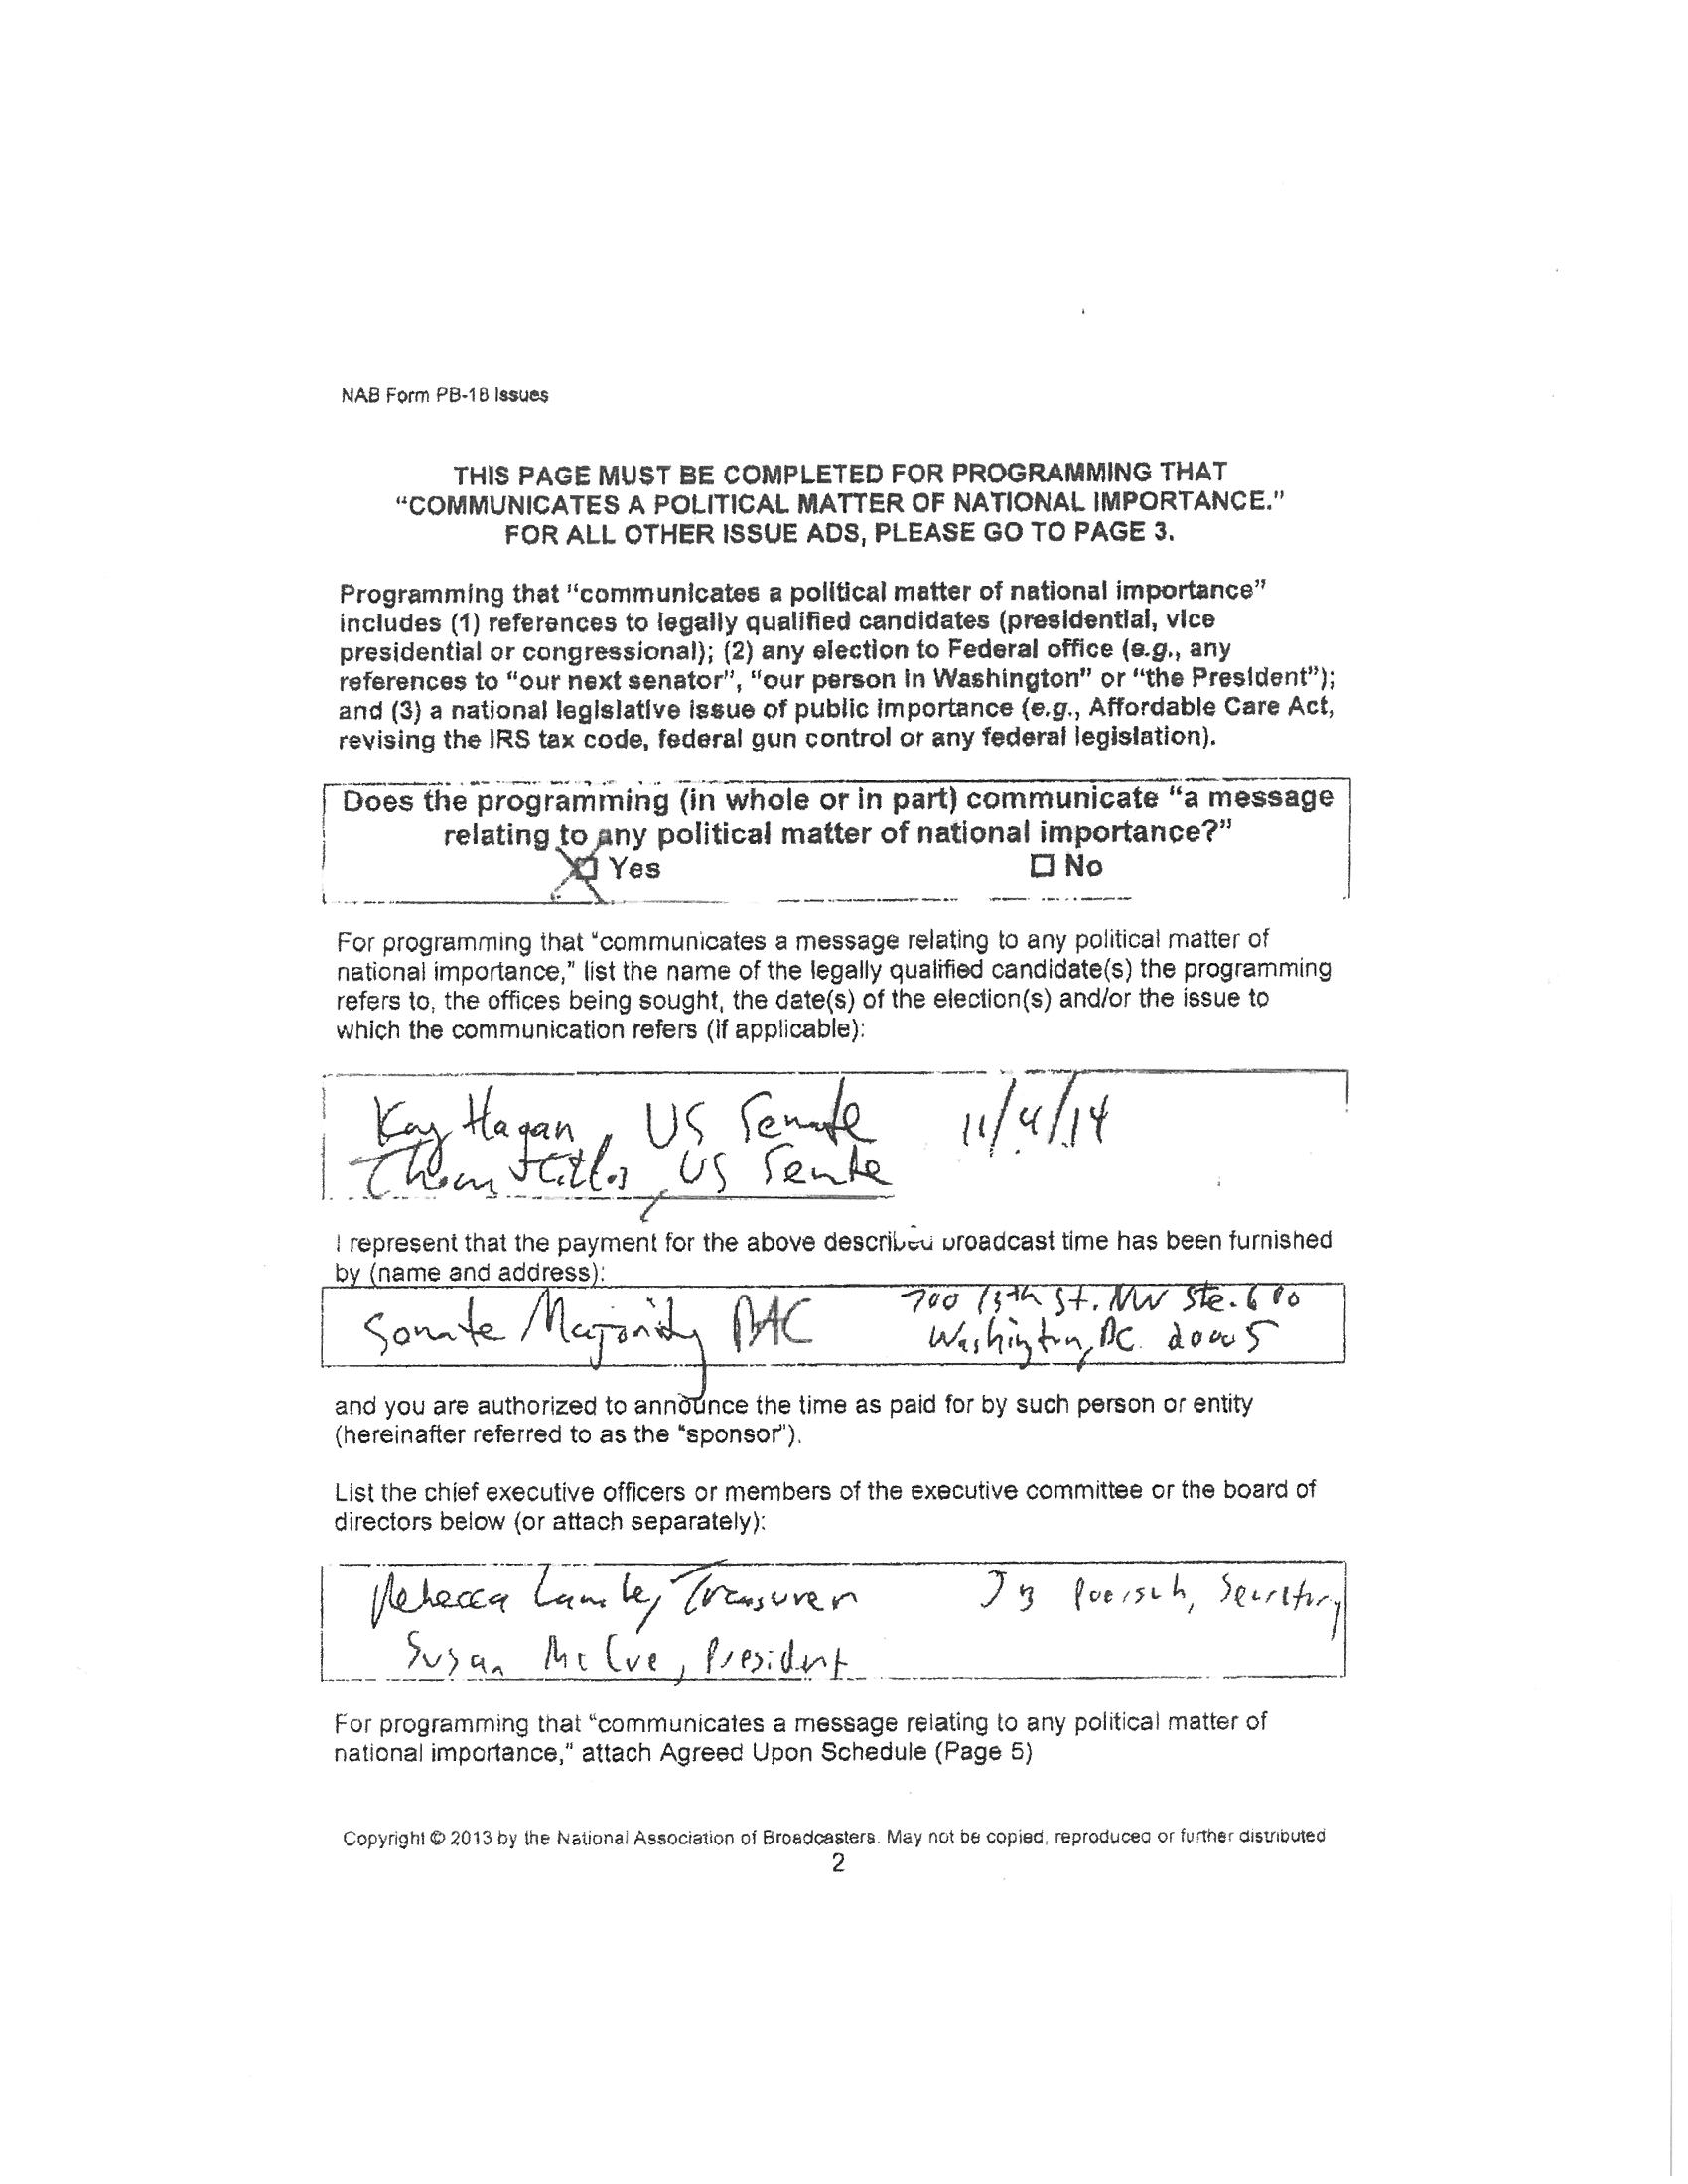 NAB Form PB-18 Issues
THIS PAGE MUST BE COMPLETED FOR PROGRAMMING THAT
“COMMUNICATES A POLITICAL MATTER OF NATIONAL IMPORTANCE.”
FOR ALL OTHER ISSUE ADS, PLEASE GO TO PAGE 3.
Programming that “communicates a political matter of national importance”
includes (1) references to legally qualified candidates (presidential, vice
presidential or congressional); (2) any election to Federal office (e.g., any
references to “our next senator”, “our person in Washington” or “the President”);
and (3) a national legislative issue of public importance (e.g., Affordable Care Act,
revising the IRS tax code, federal gun control or any federal legislation).
Does the programming (in whole or in part) communicate “a message
relating to any political matter of national importance?”
☒ Yes ☐ No
For programming that “communicates a message relating to any political matter of
national importance,” list the name of the legally qualified candidate(s) the programming
refers to, the offices being sought, the date(s) of the election(s) and/or the issue to
which the communication refers (if applicable):
Kay Hagan, US Senate 11/4/14
Thom Tillis, US Senate
I represent that the payment for the above described broadcast time has been furnished
by (name and address):
Senate Majority PAC 700 13th St. NW Ste. 600
Washington, DC 20005
and you are authorized to announce the time as paid for by such person or entity
(hereinafter referred to as the “sponsor”).
List the chief executive officers or members of the executive committee or the board of
directors below (or attach separately):
Rebecca Lambe, Treasurer JB Poersch, Secretary
Susan McCue, President
For programming that “communicates a message relating to any political matter of
national importance,” attach Agreed Upon Schedule (Page 5)
Copyright © 2013 by the National Association of Broadcasters. May not be copied, reproduced or further distributed
2